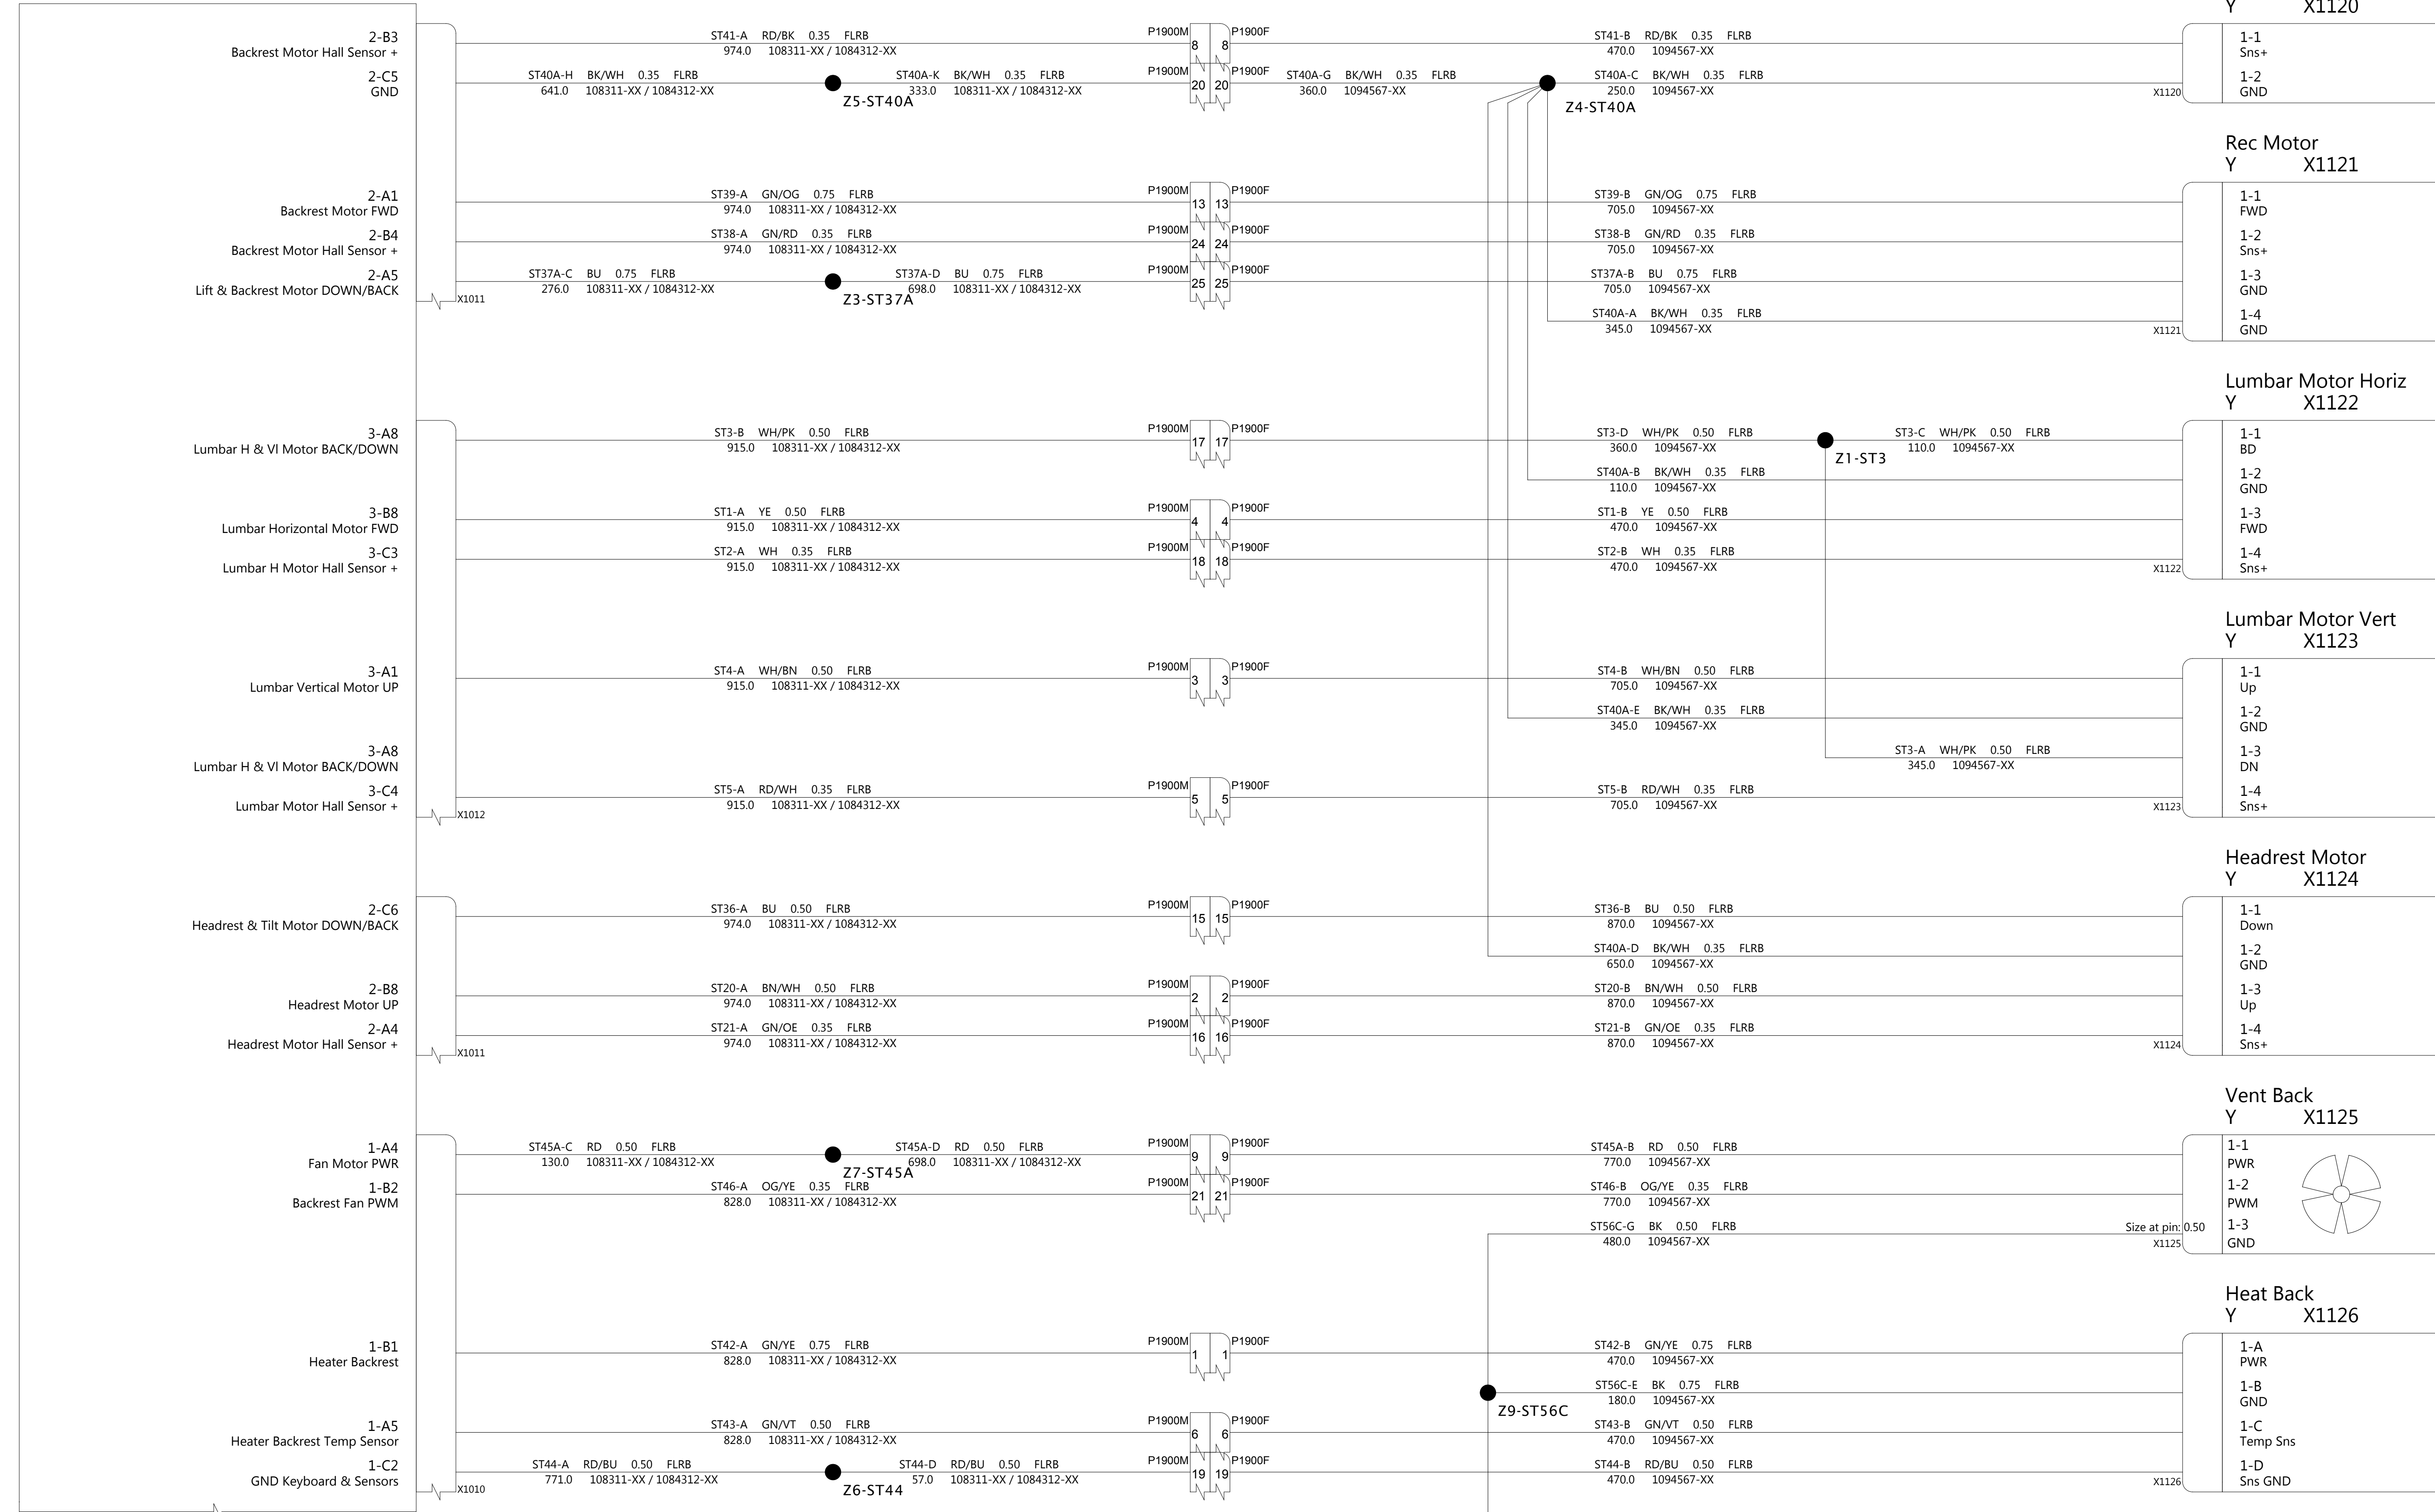 Y X1120
2-B3 ST41-A RD/BK 0.35 FLRB P1900M P1900F ST41-B RD/BK 0.35 FLRB 1-1
Backrest Motor Hall Sensor + 974.0 108311-XX / 1084312-XX 8 8 470.0 1094567-XX Sns+
2-C5 ST40A-H BK/WH 0.35 FLRB ST40A-K BK/WH 0.35 FLRB P1900M P1900F ST40A-G BK/WH 0.35 FLRB ST40A-C BK/WH 0.35 FLRB 1-2
GND 641.0 108311-XX / 1084312-XX 333.0 108311-XX / 1084312-XX 20 20 360.0 1094567-XX 250.0 1094567-XX X1120 GND
Z5-ST40A Z4-ST40A
Rec Motor
Y X1121
2-A1 ST39-A GN/OG 0.75 FLRB P1900M P1900F ST39-B GN/OG 0.75 FLRB 1-1
Backrest Motor FWD 974.0 108311-XX / 1084312-XX 13 13 705.0 1094567-XX FWD
2-B4 ST38-A GN/RD 0.35 FLRB P1900M P1900F ST38-B GN/RD 0.35 FLRB 1-2
Backrest Motor Hall Sensor + 974.0 108311-XX / 1084312-XX 24 24 705.0 1094567-XX Sns+
2-A5 ST37A-C BU 0.75 FLRB ST37A-D BU 0.75 FLRB P1900M P1900F ST37A-B BU 0.75 FLRB 1-3
Lift & Backrest Motor DOWN/BACK 276.0 108311-XX / 1084312-XX 698.0 108311-XX / 1084312-XX 25 25 705.0 1094567-XX GND
X1011 Z3-ST37A
ST40A-A BK/WH 0.35 FLRB 1-4
345.0 1094567-XX X1121 GND
Lumbar Motor Horiz
Y X1122
3-A8 ST3-B WH/PK 0.50 FLRB P1900M P1900F ST3-D WH/PK 0.50 FLRB ST3-C WH/PK 0.50 FLRB 1-1
Lumbar H & Vl Motor BACK/DOWN 915.0 108311-XX / 1084312-XX 17 17 360.0 1094567-XX 110.0 1094567-XX BD
Z1-ST3
ST40A-B BK/WH 0.35 FLRB 1-2
110.0 1094567-XX GND
3-B8 ST1-A YE 0.50 FLRB P1900M P1900F ST1-B YE 0.50 FLRB 1-3
Lumbar Horizontal Motor FWD 915.0 108311-XX / 1084312-XX 4 4 470.0 1094567-XX FWD
3-C3 ST2-A WH 0.35 FLRB P1900M P1900F ST2-B WH 0.35 FLRB 1-4
Lumbar H Motor Hall Sensor + 915.0 108311-XX / 1084312-XX 18 18 470.0 1094567-XX X1122 Sns+
Lumbar Motor Vert
Y X1123
3-A1 ST4-A WH/BN 0.50 FLRB P1900M P1900F ST4-B WH/BN 0.50 FLRB 1-1
Lumbar Vertical Motor UP 915.0 108311-XX / 1084312-XX 3 3 705.0 1094567-XX Up
ST40A-E BK/WH 0.35 FLRB 1-2
345.0 1094567-XX GND
3-A8 ST3-A WH/PK 0.50 FLRB 1-3
Lumbar H & Vl Motor BACK/DOWN 345.0 1094567-XX DN
3-C4 ST5-A RD/WH 0.35 FLRB P1900M P1900F ST5-B RD/WH 0.35 FLRB 1-4
Lumbar Motor Hall Sensor + 915.0 108311-XX / 1084312-XX 5 5 705.0 1094567-XX X1123 Sns+
X1012
Headrest Motor
Y X1124
2-C6 ST36-A BU 0.50 FLRB P1900M P1900F ST36-B BU 0.50 FLRB 1-1
Headrest & Tilt Motor DOWN/BACK 974.0 108311-XX / 1084312-XX 15 15 870.0 1094567-XX Down
ST40A-D BK/WH 0.35 FLRB 1-2
650.0 1094567-XX GND
2-B8 ST20-A BN/WH 0.50 FLRB P1900M P1900F ST20-B BN/WH 0.50 FLRB 1-3
Headrest Motor UP 974.0 108311-XX / 1084312-XX 2 2 870.0 1094567-XX Up
2-A4 ST21-A GN/OE 0.35 FLRB P1900M P1900F ST21-B GN/OE 0.35 FLRB 1-4
Headrest Motor Hall Sensor + 974.0 108311-XX / 1084312-XX 16 16 870.0 1094567-XX X1124 Sns+
X1011
Vent Back
Y X1125
1-A4 ST45A-C RD 0.50 FLRB ST45A-D RD 0.50 FLRB P1900M P1900F ST45A-B RD 0.50 FLRB 1-1
Fan Motor PWR 130.0 108311-XX / 1084312-XX 698.0 108311-XX / 1084312-XX 9 9 770.0 1094567-XX PWR
Z7-ST45A
1-B2 ST46-A OG/YE 0.35 FLRB P1900M P1900F ST46-B OG/YE 0.35 FLRB 1-2
Backrest Fan PWM 828.0 108311-XX / 1084312-XX 21 21 770.0 1094567-XX PWM
ST56C-G BK 0.50 FLRB Size at pin: 0.50 1-3
480.0 1094567-XX X1125 GND
Heat Back
Y X1126
1-B1 ST42-A GN/YE 0.75 FLRB P1900M P1900F ST42-B GN/YE 0.75 FLRB 1-A
Heater Backrest 828.0 108311-XX / 1084312-XX 1 1 470.0 1094567-XX PWR
ST56C-E BK 0.75 FLRB 1-B
180.0 1094567-XX GND
Z9-ST56C
1-A5 ST43-A GN/VT 0.50 FLRB P1900M P1900F ST43-B GN/VT 0.50 FLRB 1-C
Heater Backrest Temp Sensor 828.0 108311-XX / 1084312-XX 6 6 470.0 1094567-XX Temp Sns
1-C2 ST44-A RD/BU 0.50 FLRB ST44-D RD/BU 0.50 FLRB P1900M P1900F ST44-B RD/BU 0.50 FLRB 1-D
GND Keyboard & Sensors 771.0 108311-XX / 1084312-XX 57.0 108311-XX / 1084312-XX 19 19 470.0 1094567-XX X1126 Sns GND
X1010 Z6-ST44